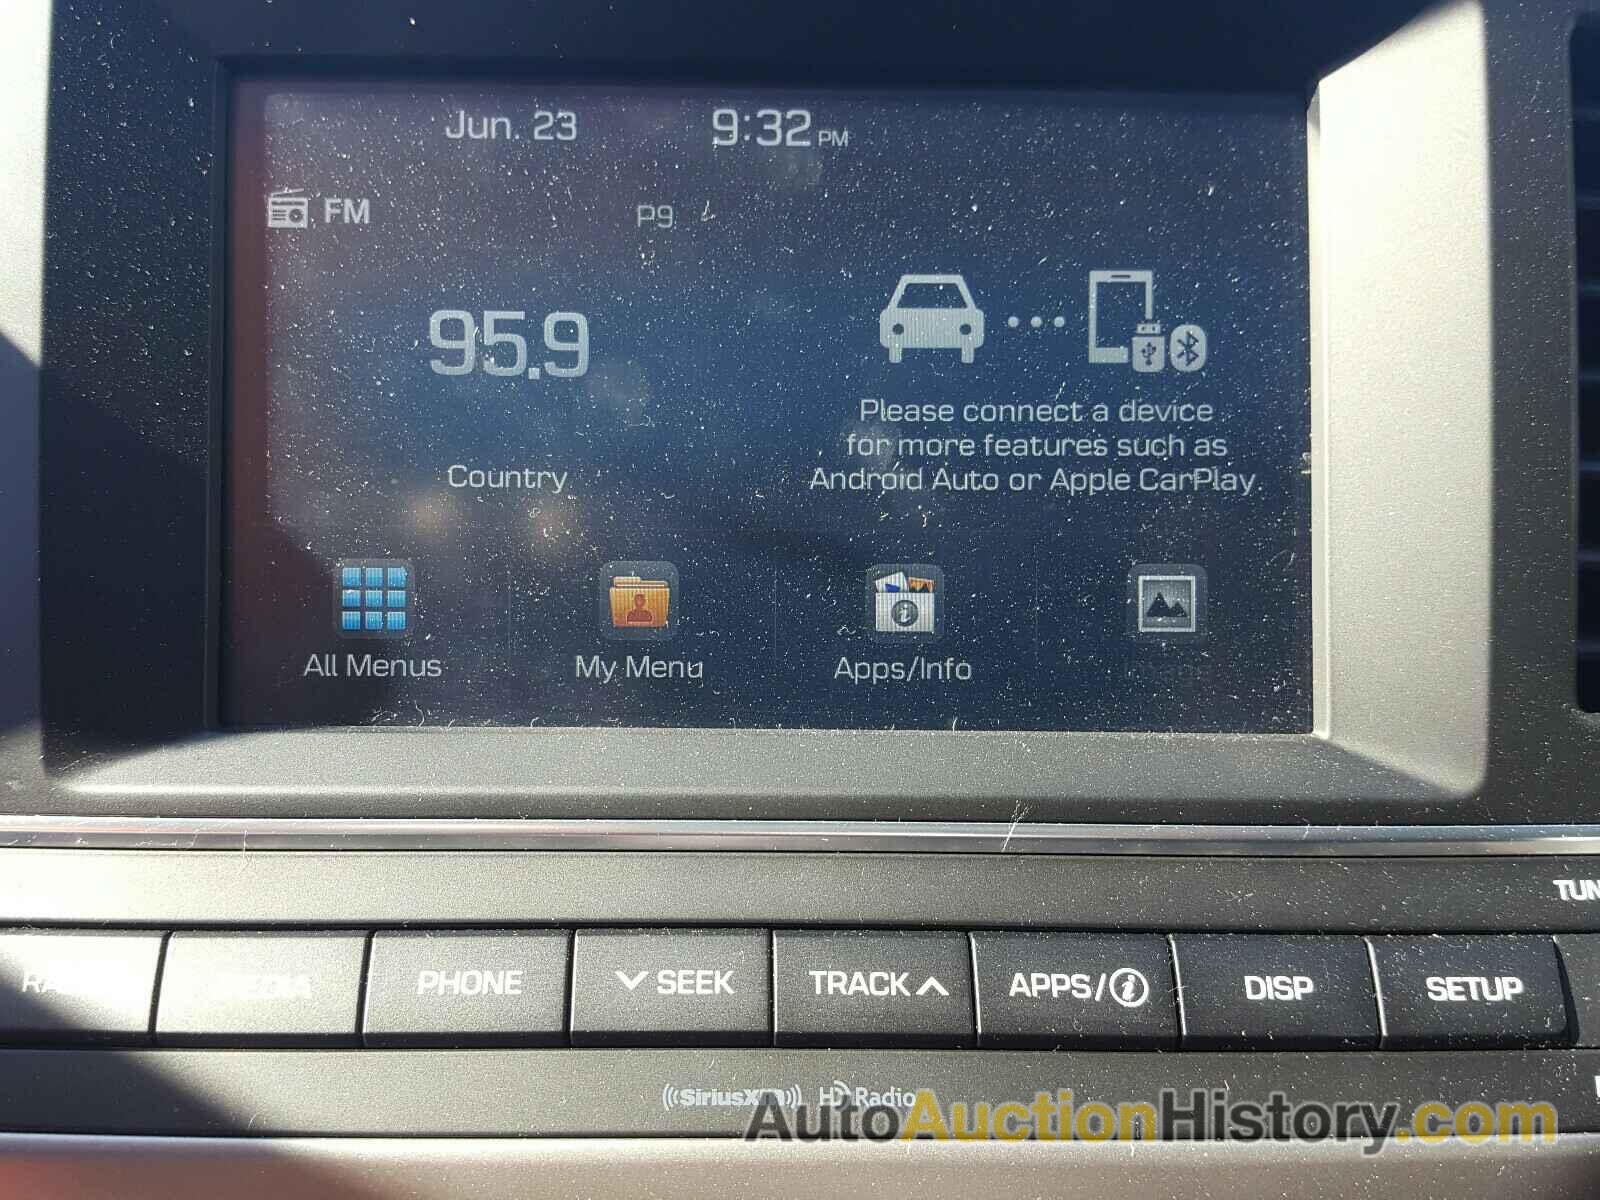 Jun. 23 9:32 PM
FM P9
95.9
Country
Please connect a device
for more features such as
Android Auto or Apple CarPlay.
All Menus My Menu Apps/Info
TUN
PHONE SEEK TRACK APPS/i DISP SETUP
SiriusXM HD Radio
AutoAuctionHistory.com